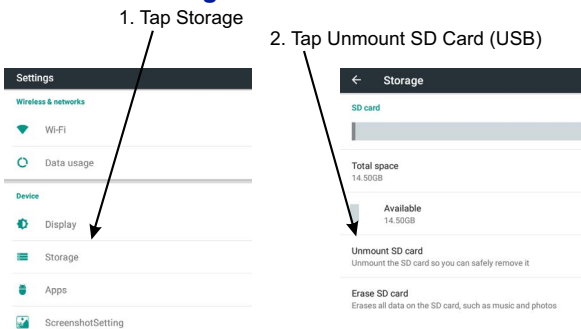 1. Tap Storage
2. Tap Unmount SD Card (USB)
Settings
Wireless & networks
Wi-Fi
Data usage
Device
Display
Storage
Apps
ScreenshotSetting
Storage
SD card
Total space
14.50GB
Available
14.50GB
Unmount SD card
Unmount the SD card so you can safely remove it
Erase SD card
Erases all data on the SD card, such as music and photos